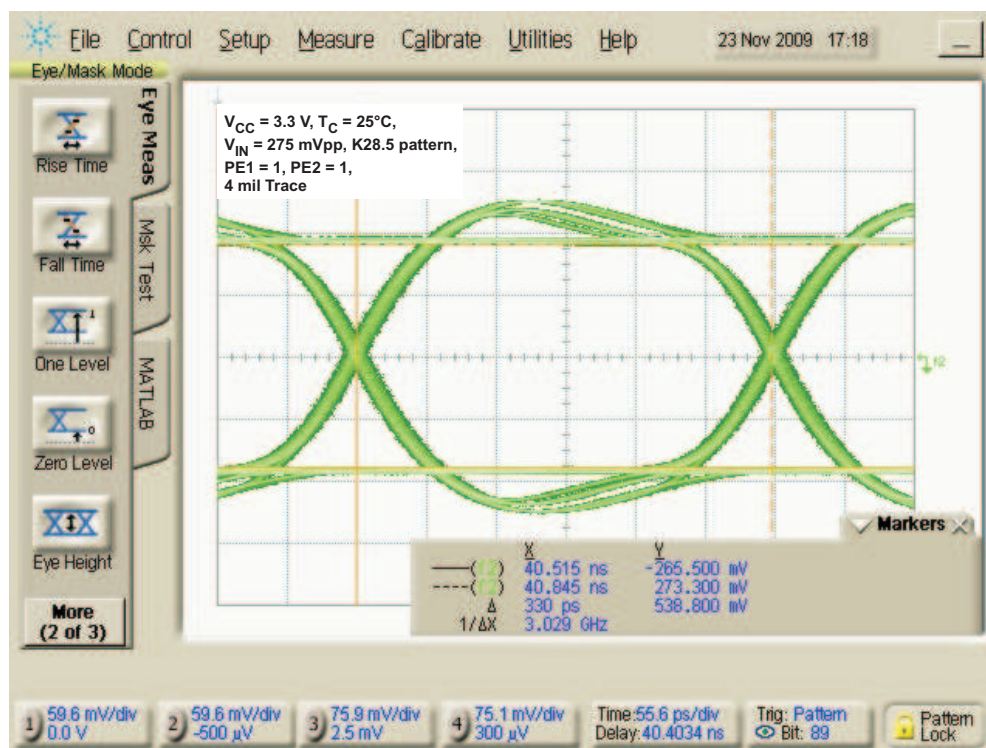 File Control Setup Measure Calibrate Utilities Help 23 Nov 2009 17:18
Eye/Mask Mode
Eye Meas
Msk Test
MATLAB
Rise Time
Fall Time
One Level
Zero Level
Eye Height
More
(2 of 3)
VCC = 3.3 V, TC = 25°C,
VIN = 275 mVpp, K28.5 pattern,
PE1 = 1, PE2 = 1,
4 mil Trace
f2
Markers
X Y
(f2) 40.515 ns -265.500 mV
(f2) 40.845 ns 273.300 mV
Δ 330 ps 538.800 mV
1/ΔX 3.029 GHz
1) 59.6 mV/div
0.0 V
2) 59.6 mV/div
-500 µV
3) 75.9 mV/div
2.5 mV
4) 75.1 mV/div
300 µV
Time:55.6 ps/div
Delay:40.4034 ns
Trig: Pattern
Bit: 89
Pattern
Lock